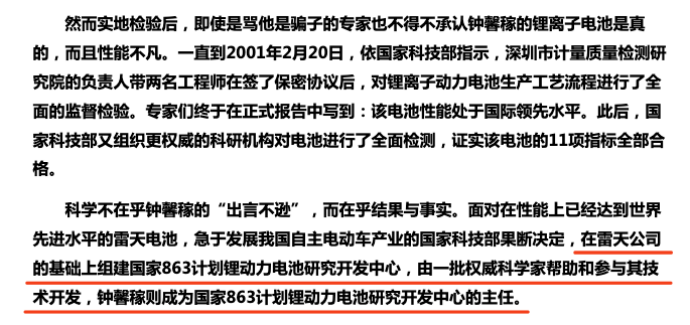 然而实地检验后，即使是骂他是骗子的专家也不得不承认钟馨稼的锂离子电池是真
的，而且性能不凡。一直到2001年2月20日，依国家科技部指示，深圳市计量质量检测研
究院的负责人带两名工程师在签了保密协议后，对锂离子动力电池生产工艺流程进行了全
面的监督检验。专家们终于在正式报告中写到：该电池性能处于国际领先水平。此后，国
家科技部又组织更权威的科研机构对电池进行了全面检测，证实该电池的11项指标全部合
格。
科学不在乎钟馨稼的“出言不逊”，而在乎结果与事实。面对在性能上已经达到世界
先进水平的雷天电池，急于发展我国自主电动车产业的国家科技部果断决定，在雷天公司
的基础上组建国家863计划锂动力电池研究开发中心，由一批权威科学家帮助和参与其技
术开发，钟馨稼则成为国家863计划锂动力电池研究开发中心的主任。